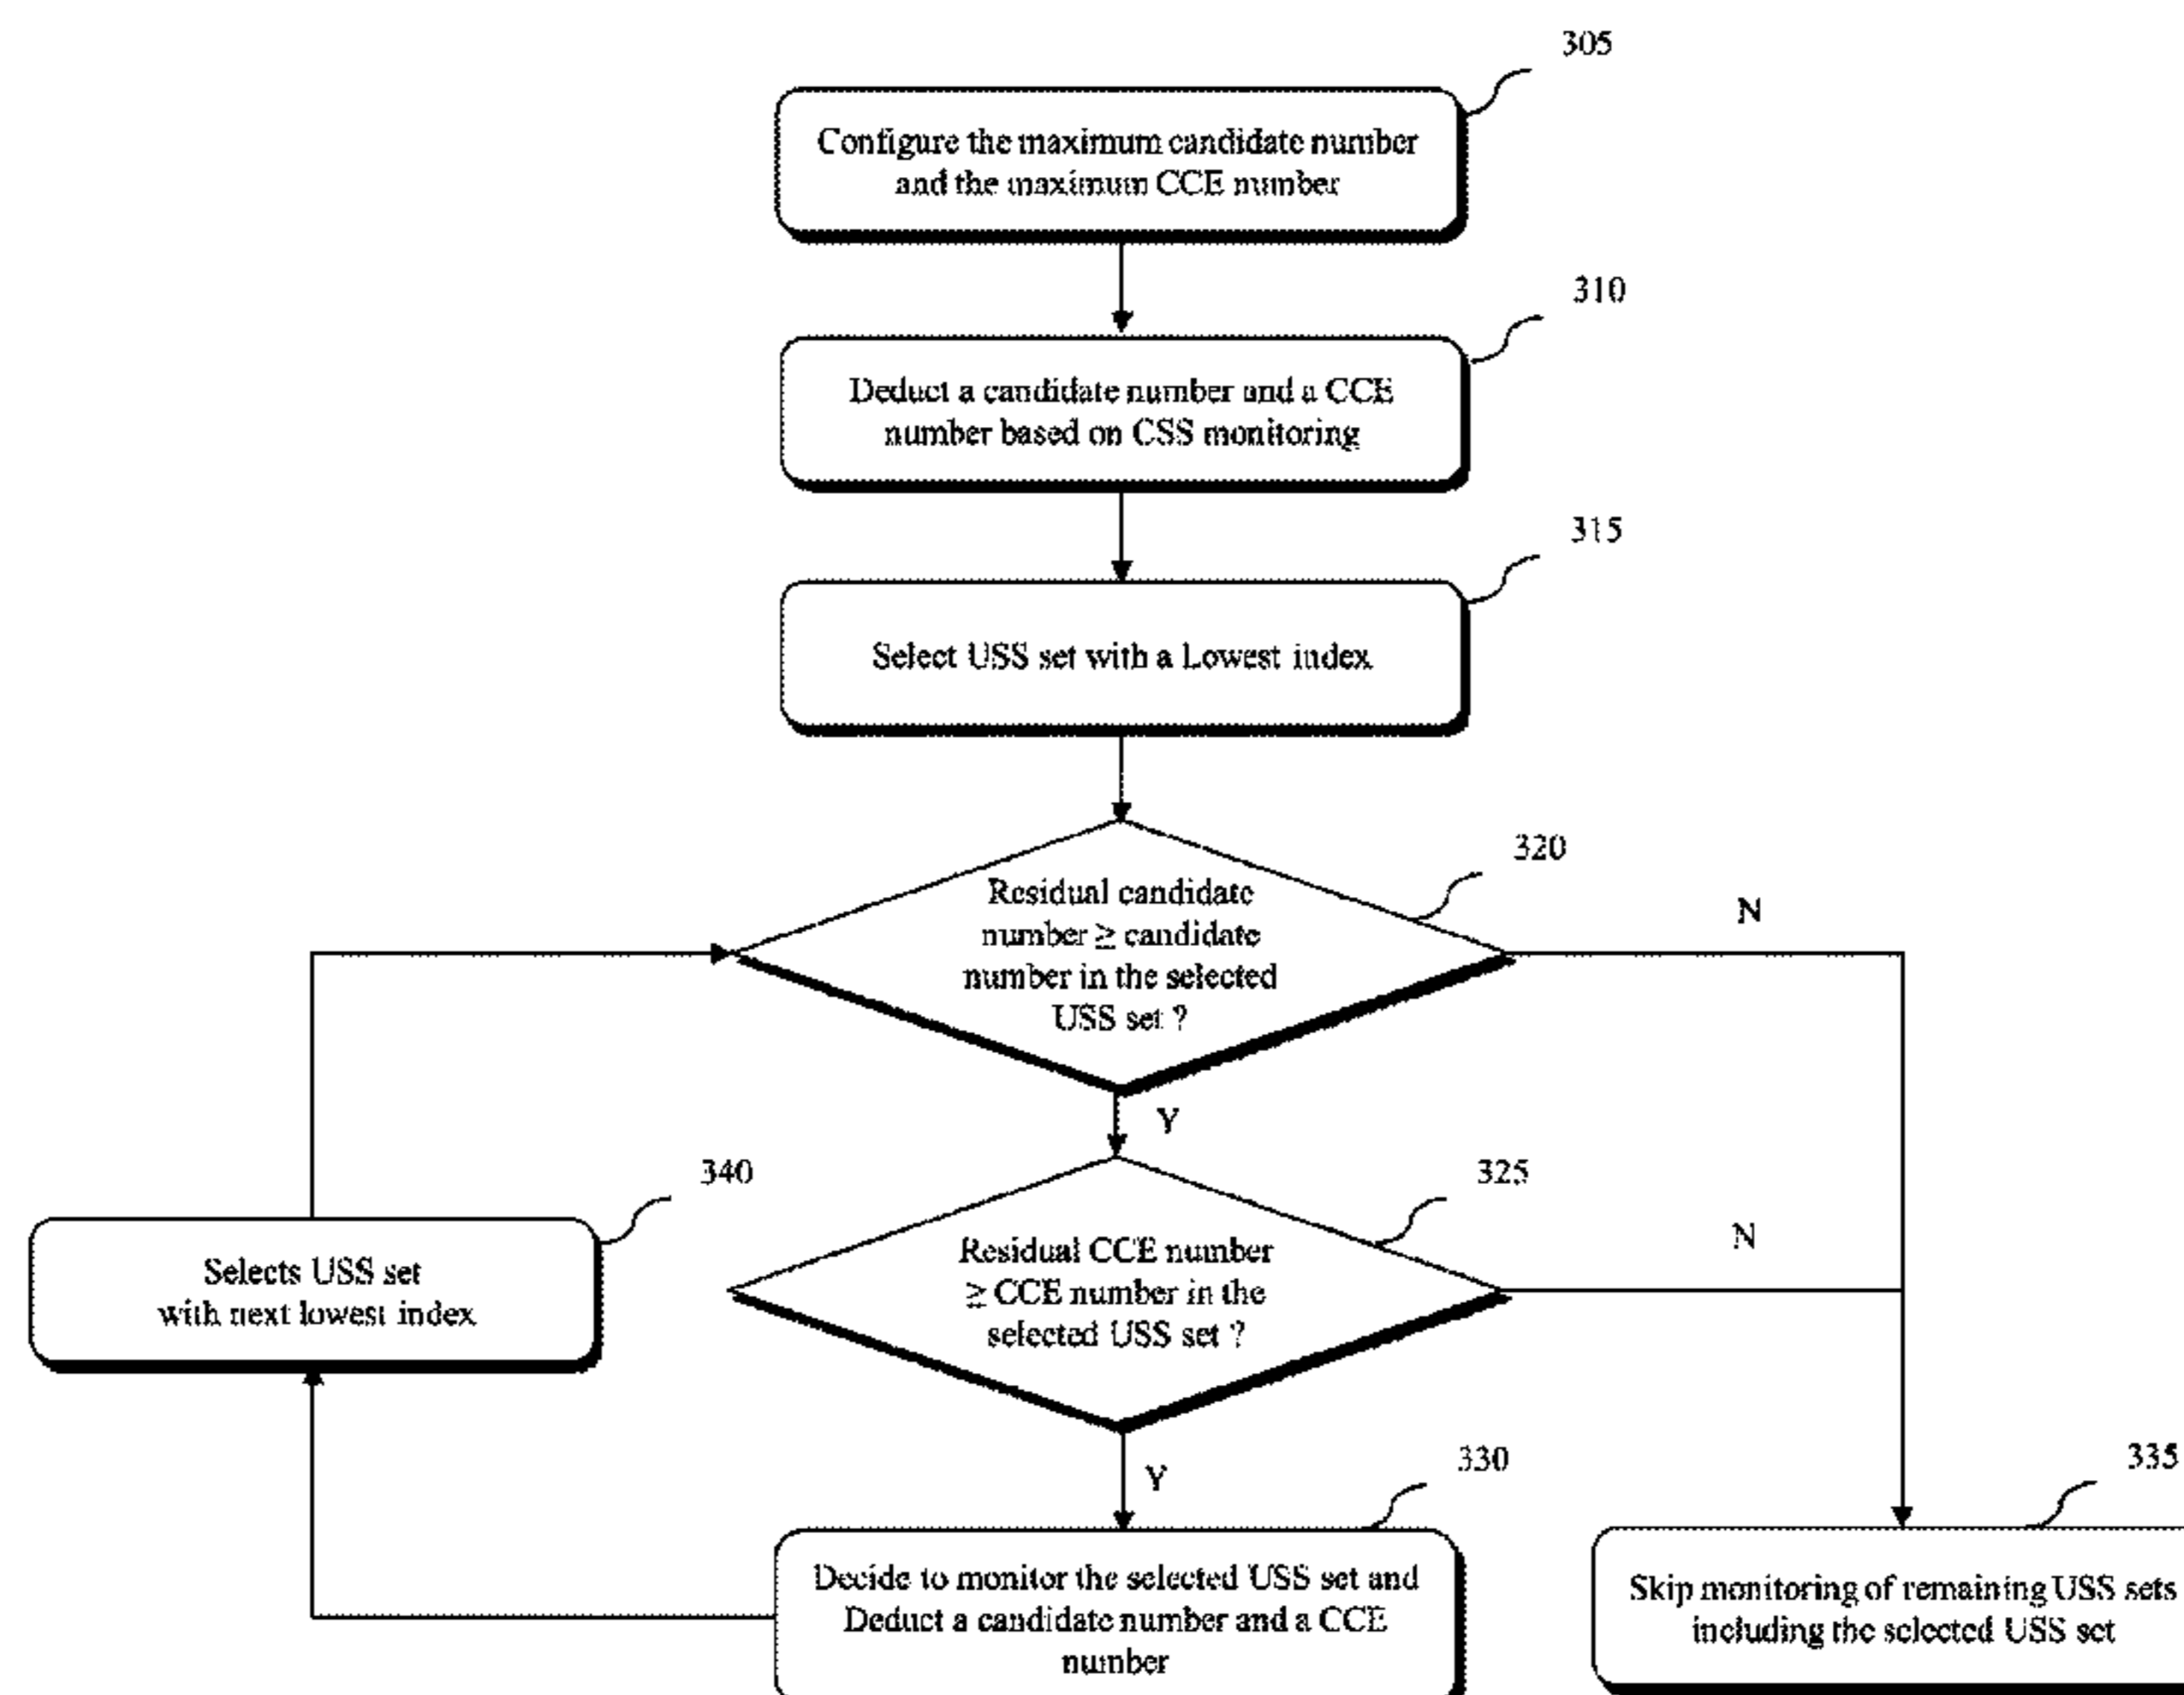 305
Configure the maximum candidate number
and the maximum CCE number
310
Deduct a candidate number and a CCE
number based on CSS monitoring
315
Select USS set with a Lowest index
320
Residual candidate
number ≥ candidate
number in the selected
USS set ?
N
Y
340
Selects USS set
with next lowest index
325
Residual CCE number
≥ CCE number in the
selected USS set ?
N
Y
330
Decide to monitor the selected USS set and
Deduct a candidate number and a CCE
number
335
Skip monitoring of remaining USS sets
including the selected USS set